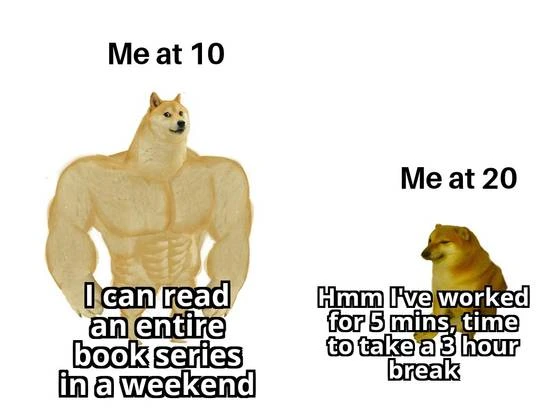 Me at 10
I can read
an entire
book series
in a weekend
Me at 20
Hmm I've worked
for 5 mins, time
to take a 3 hour
break